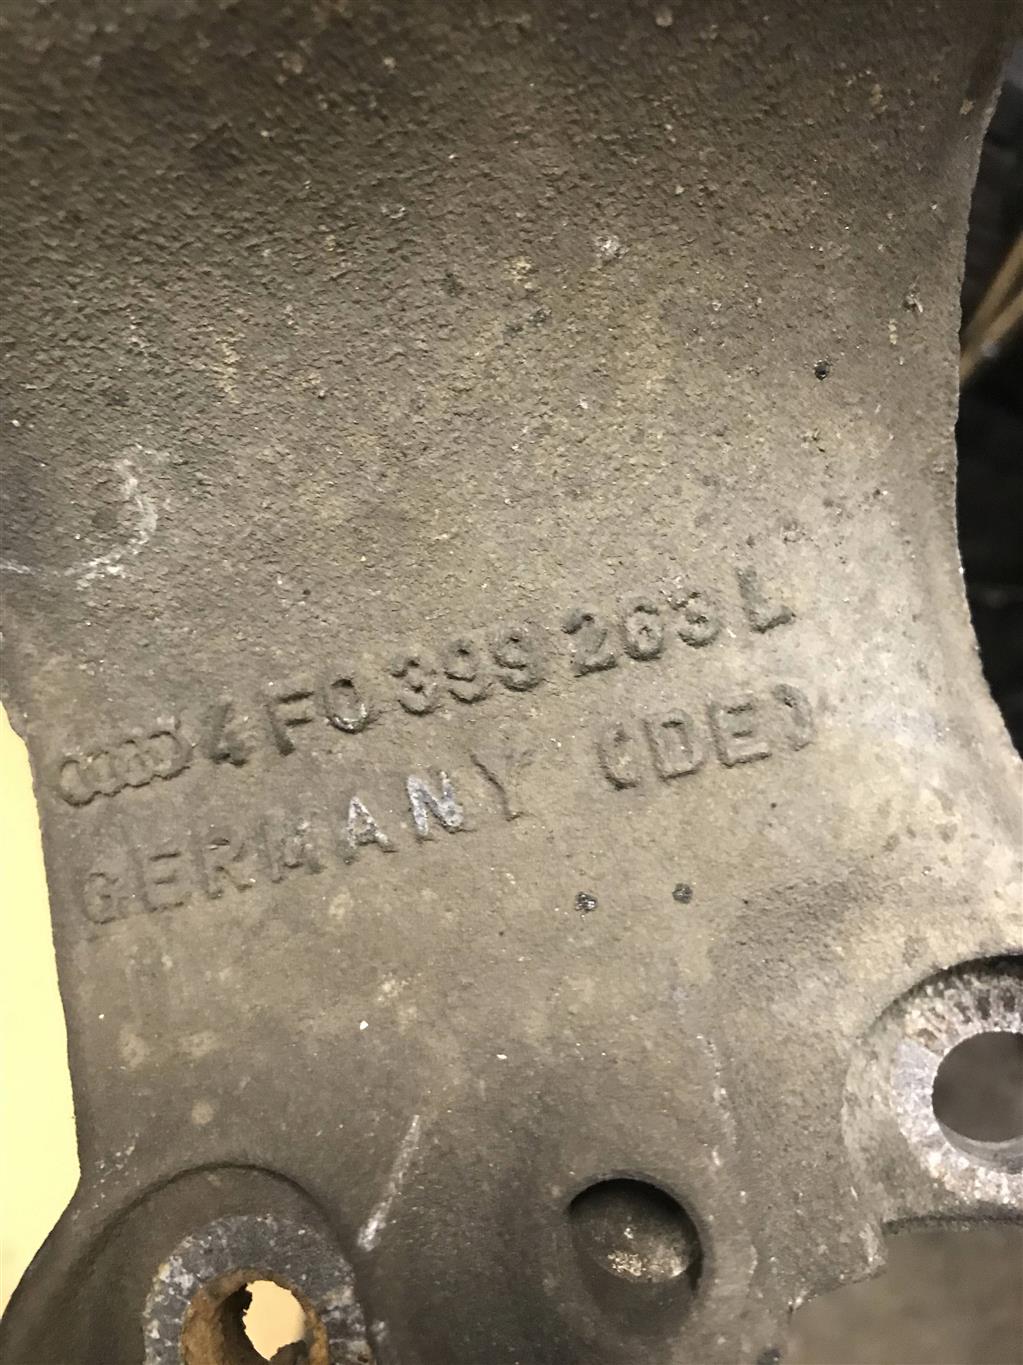 4F0 399 263 L
GERMANY (DE)